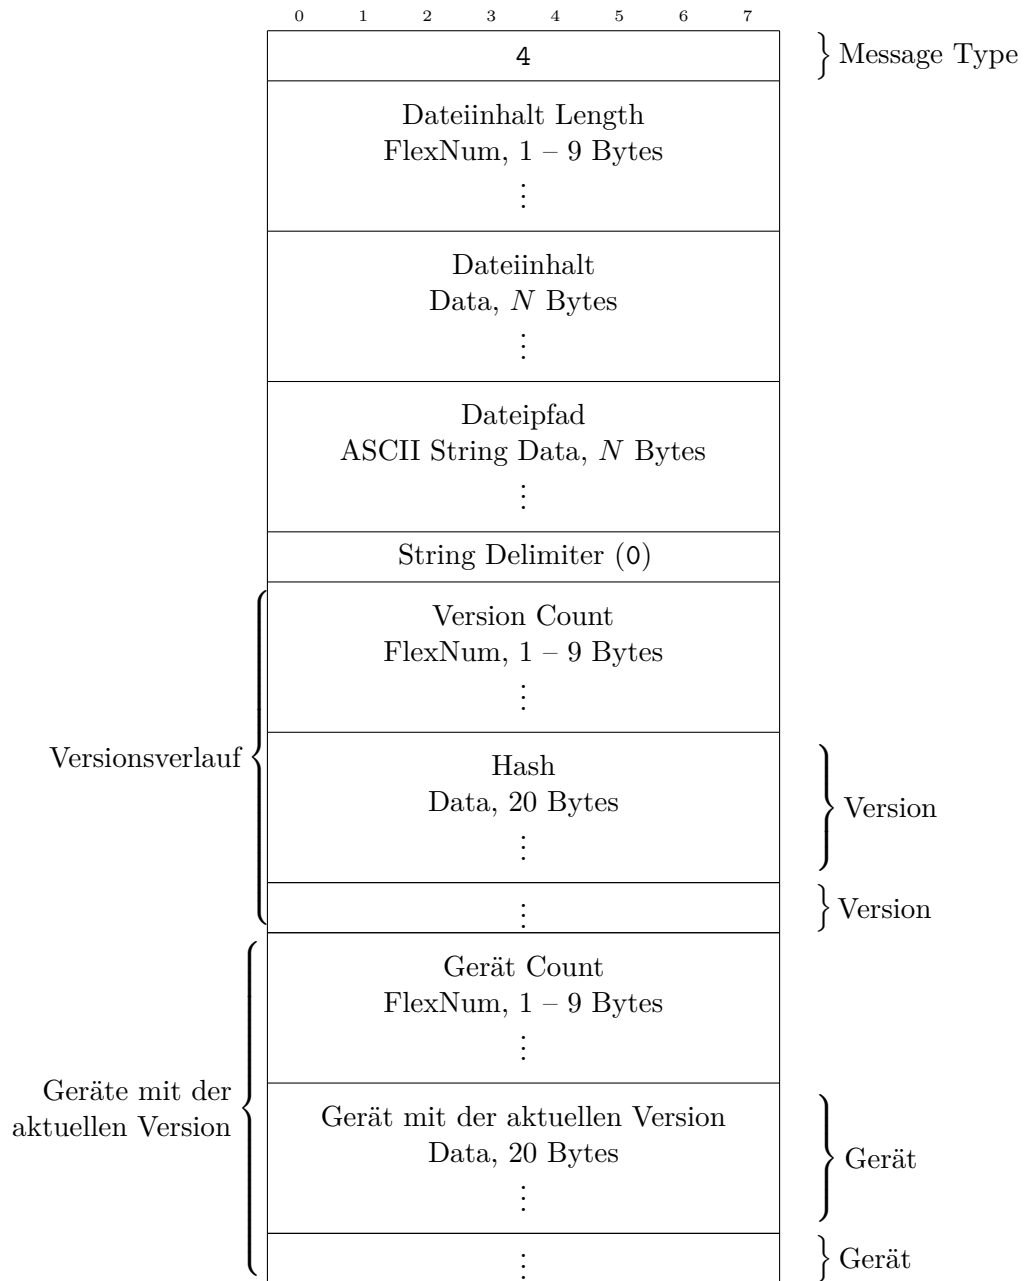 0 1 2 3 4 5 6 7
4
Message Type
Dateiinhalt Length
FlexNum, 1 – 9 Bytes
Dateiinhalt
Data, N Bytes
Dateipfad
ASCII String Data, N Bytes
String Delimiter (0)
Versionsverlauf
Version Count
FlexNum, 1 – 9 Bytes
Hash
Data, 20 Bytes
Version
Version
Geräte mit der
aktuellen Version
Gerät Count
FlexNum, 1 – 9 Bytes
Gerät mit der aktuellen Version
Data, 20 Bytes
Gerät
Gerät